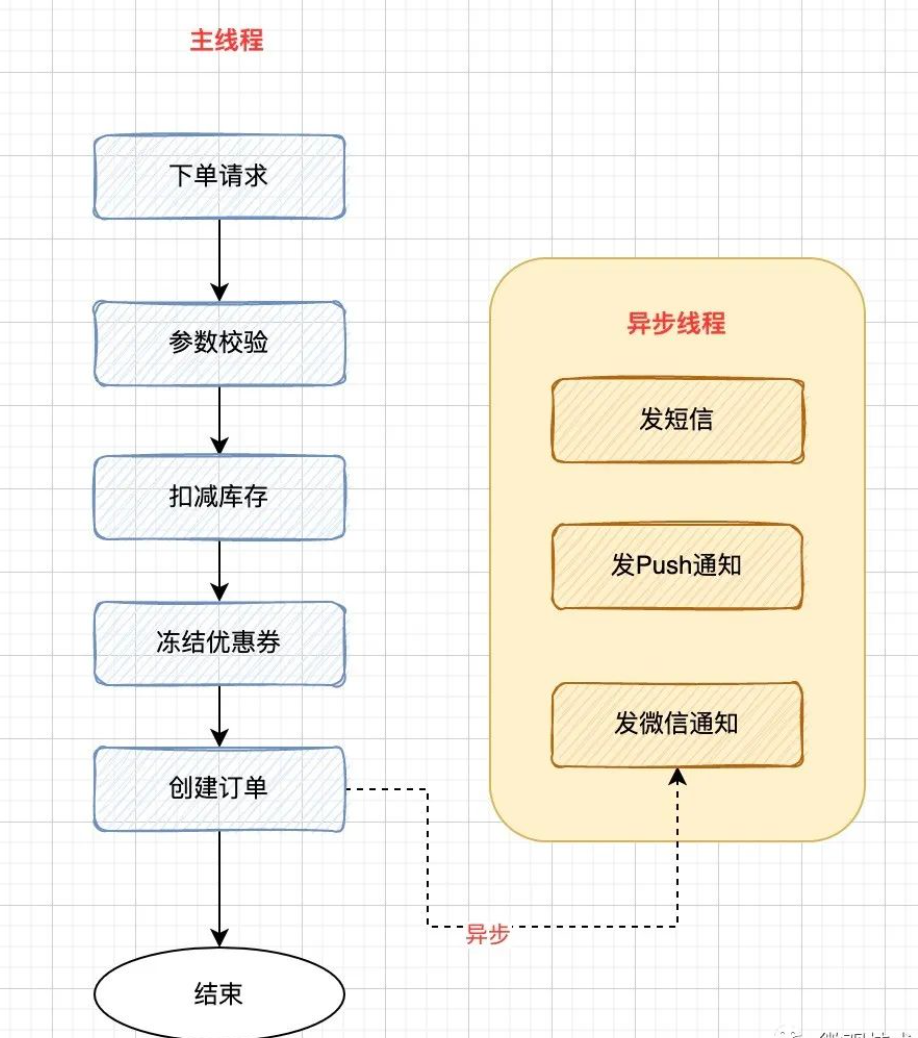 主线程
下单请求
参数校验
扣减库存
冻结优惠券
创建订单
结束
异步线程
发短信
发Push通知
发微信通知
异步